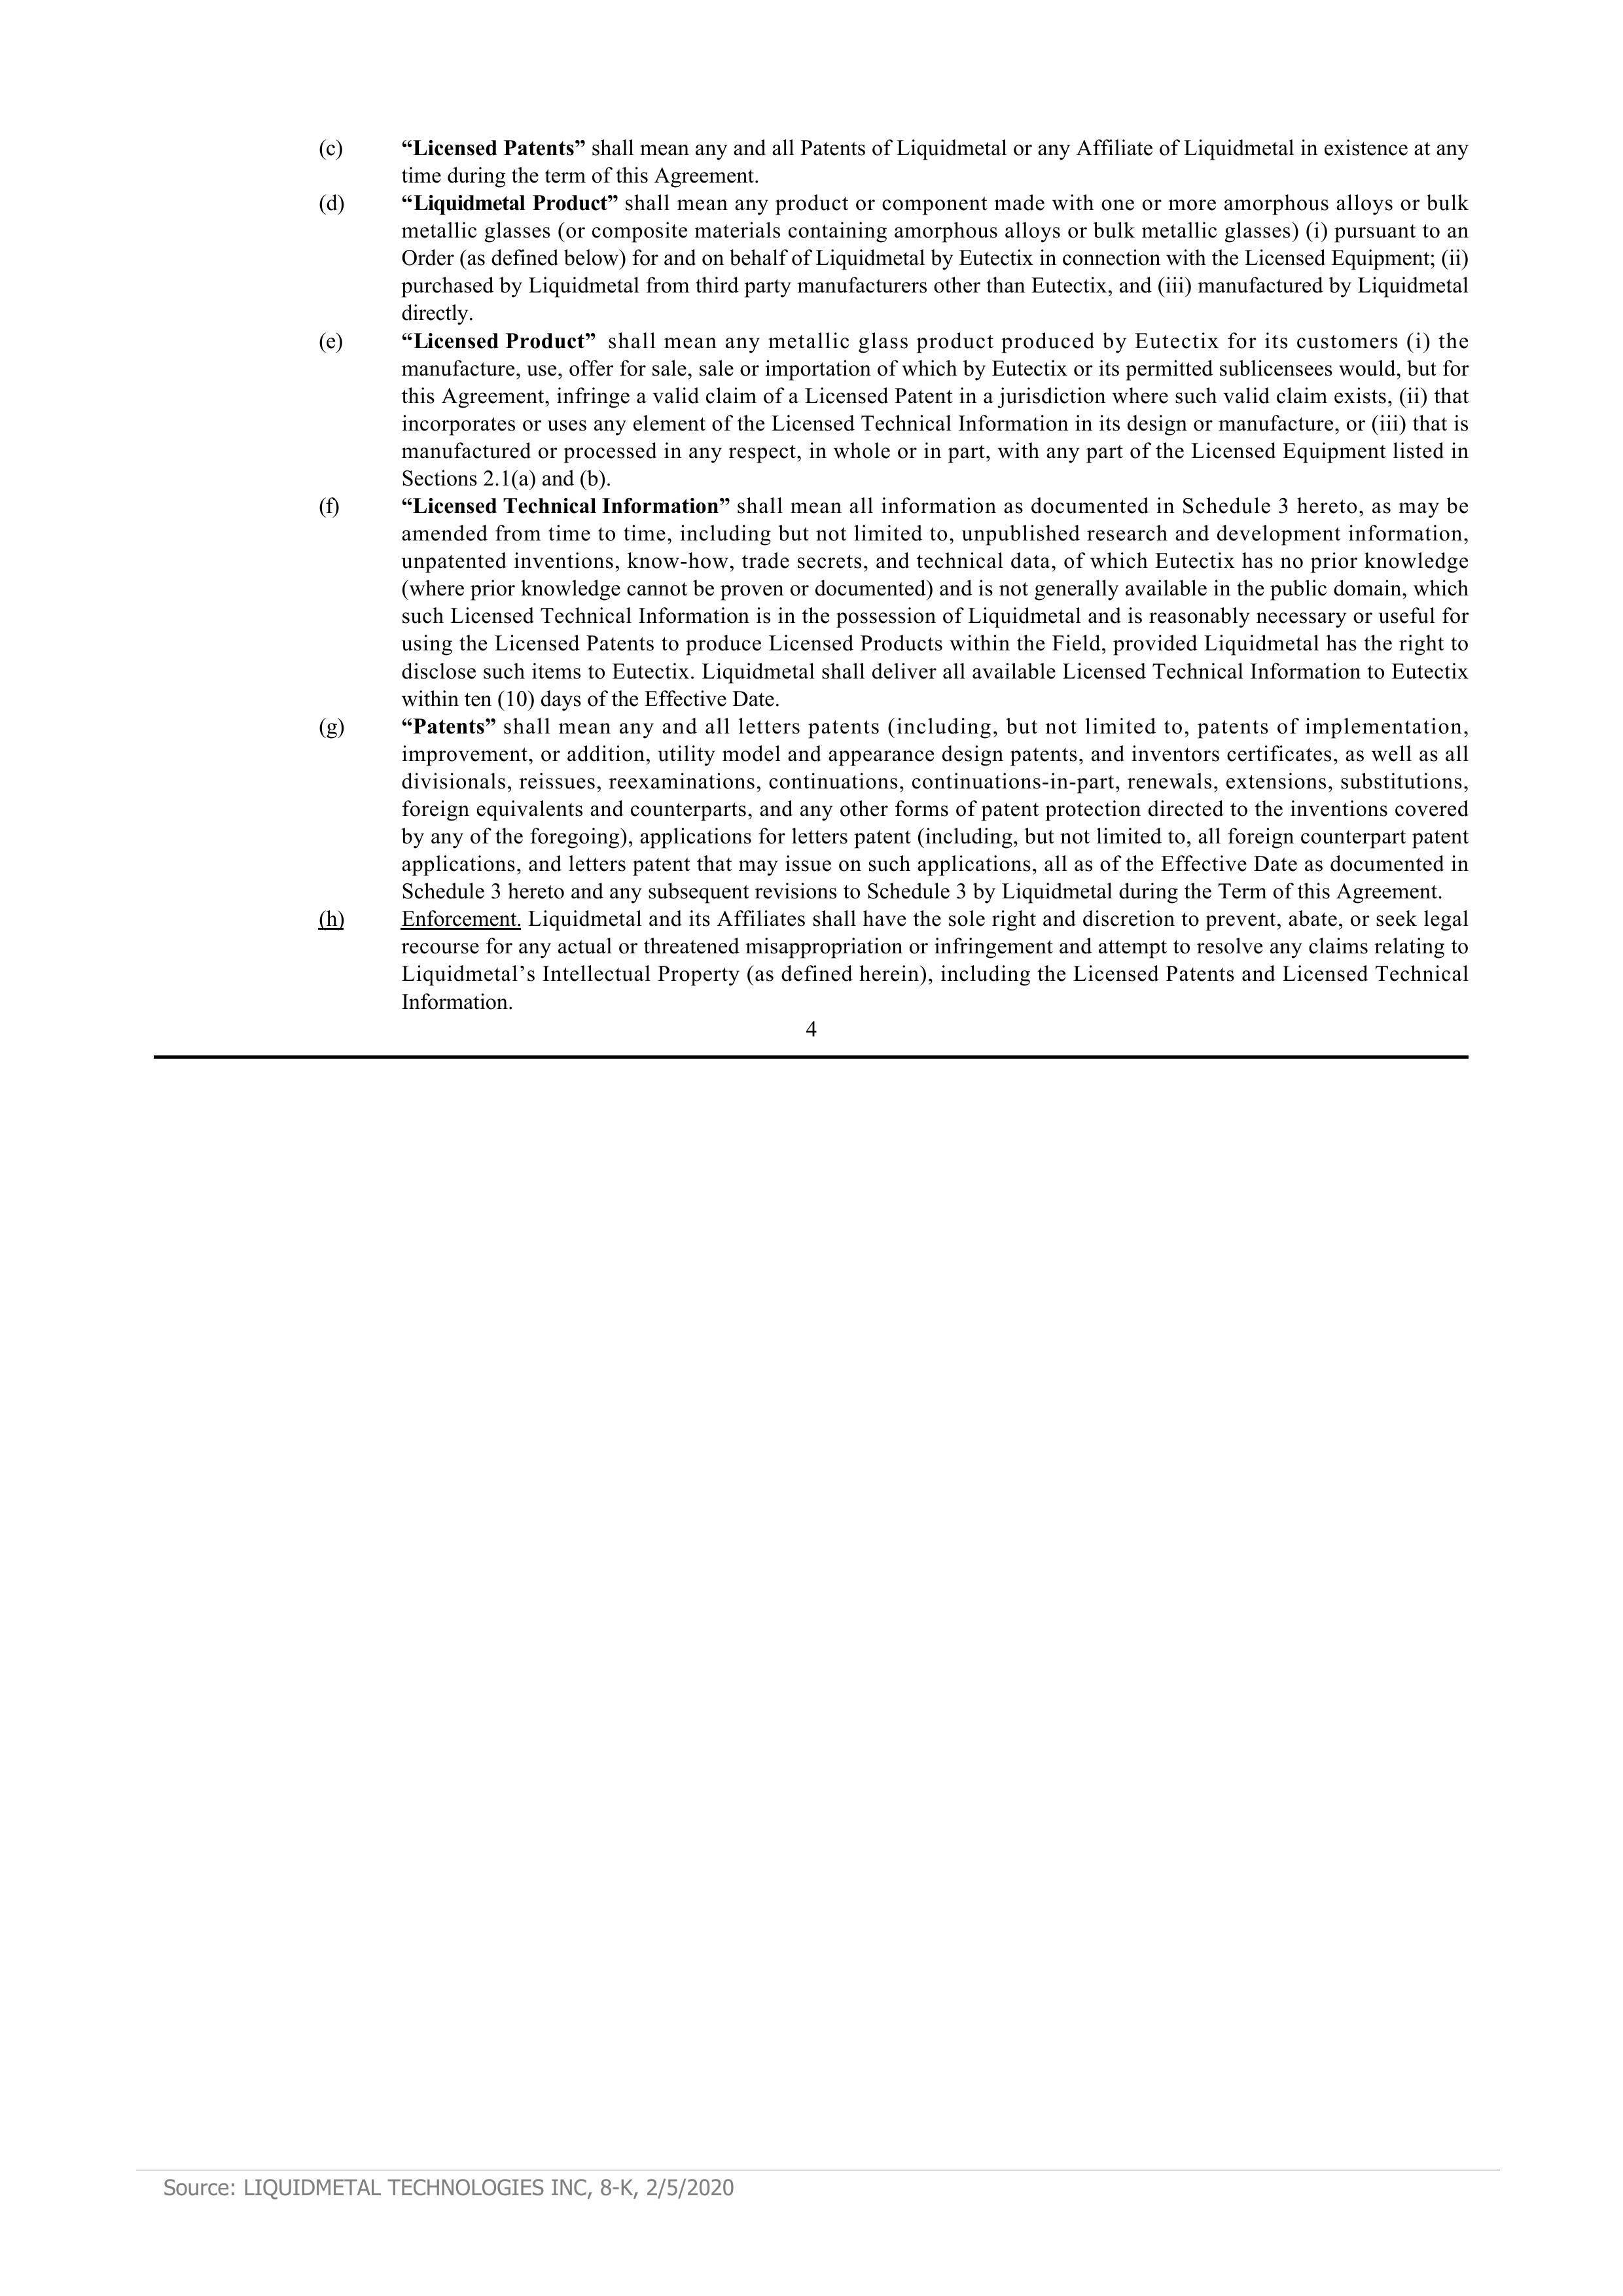 (c) “Licensed Patents” shall mean any and all Patents of Liquidmetal or any Affiliate of Liquidmetal in existence at any
time during the term of this Agreement.
(d) “Liquidmetal Product” shall mean any product or component made with one or more amorphous alloys or bulk
metallic glasses (or composite materials containing amorphous alloys or bulk metallic glasses) (i) pursuant to an
Order (as defined below) for and on behalf of Liquidmetal by Eutectix in connection with the Licensed Equipment; (ii)
purchased by Liquidmetal from third party manufacturers other than Eutectix, and (iii) manufactured by Liquidmetal
directly.
(e) “Licensed Product” shall mean any metallic glass product produced by Eutectix for its customers (i) the
manufacture, use, offer for sale, sale or importation of which by Eutectix or its permitted sublicensees would, but for
this Agreement, infringe a valid claim of a Licensed Patent in a jurisdiction where such valid claim exists, (ii) that
incorporates or uses any element of the Licensed Technical Information in its design or manufacture, or (iii) that is
manufactured or processed in any respect, in whole or in part, with any part of the Licensed Equipment listed in
Sections 2.1(a) and (b).
(f) “Licensed Technical Information” shall mean all information as documented in Schedule 3 hereto, as may be
amended from time to time, including but not limited to, unpublished research and development information,
unpatented inventions, know-how, trade secrets, and technical data, of which Eutectix has no prior knowledge
(where prior knowledge cannot be proven or documented) and is not generally available in the public domain, which
such Licensed Technical Information is in the possession of Liquidmetal and is reasonably necessary or useful for
using the Licensed Patents to produce Licensed Products within the Field, provided Liquidmetal has the right to
disclose such items to Eutectix. Liquidmetal shall deliver all available Licensed Technical Information to Eutectix
within ten (10) days of the Effective Date.
(g) “Patents” shall mean any and all letters patents (including, but not limited to, patents of implementation,
improvement, or addition, utility model and appearance design patents, and inventors certificates, as well as all
divisionals, reissues, reexaminations, continuations, continuations-in-part, renewals, extensions, substitutions,
foreign equivalents and counterparts, and any other forms of patent protection directed to the inventions covered
by any of the foregoing), applications for letters patent (including, but not limited to, all foreign counterpart patent
applications, and letters patent that may issue on such applications, all as of the Effective Date as documented in
Schedule 3 hereto and any subsequent revisions to Schedule 3 by Liquidmetal during the Term of this Agreement.
(h) Enforcement. Liquidmetal and its Affiliates shall have the sole right and discretion to prevent, abate, or seek legal
recourse for any actual or threatened misappropriation or infringement and attempt to resolve any claims relating to
Liquidmetal’s Intellectual Property (as defined herein), including the Licensed Patents and Licensed Technical
Information.
4
Source: LIQUIDMETAL TECHNOLOGIES INC, 8-K, 2/5/2020